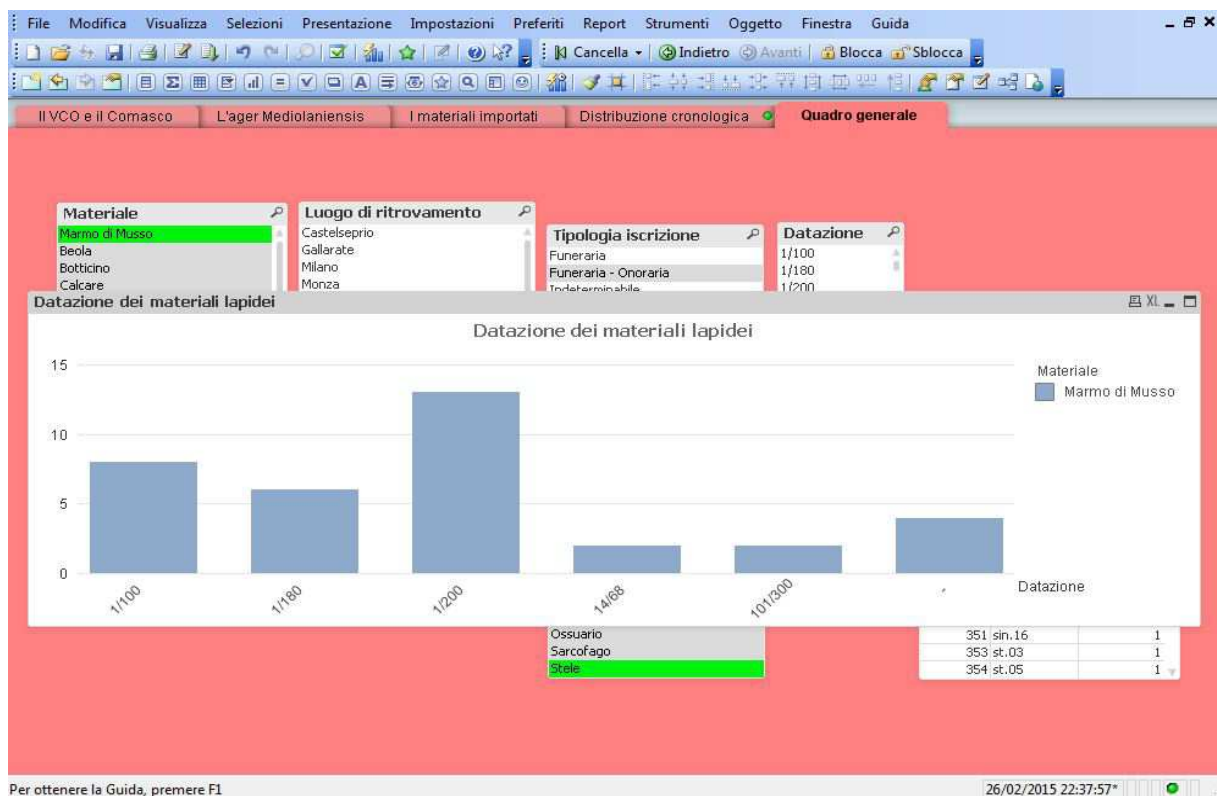 File Modifica Visualizza Selezioni Presentazione Impostazioni Preferiti Report Strumenti Oggetto Finestra Guida
Cancella Indietro Avanti Blocca Sblocca
Il VCO e il Comasco L'ager Mediolaniensis I materiali importati Distribuzione cronologica Quadro generale
Materiale
Marmo di Musso
Beola
Botticino
Calcare
Luogo di ritrovamento
Castelseprio
Gallarate
Milano
Monza
Tipologia iscrizione
Funeraria
Funeraria - Onoraria
Indeterminabile
Datazione
1/100
1/180
1/200
Datazione dei materiali lapidei
XL
Datazione dei materiali lapidei
15
10
5
0
1/100 1/180 1/200 14/68 101/300 ,
Datazione
Materiale
Marmo di Musso
Ossuario
Sarcofago
Stele
351 sin.16 1
353 st.03 1
354 st.05 1
Per ottenere la Guida, premere F1 26/02/2015 22:37:57*